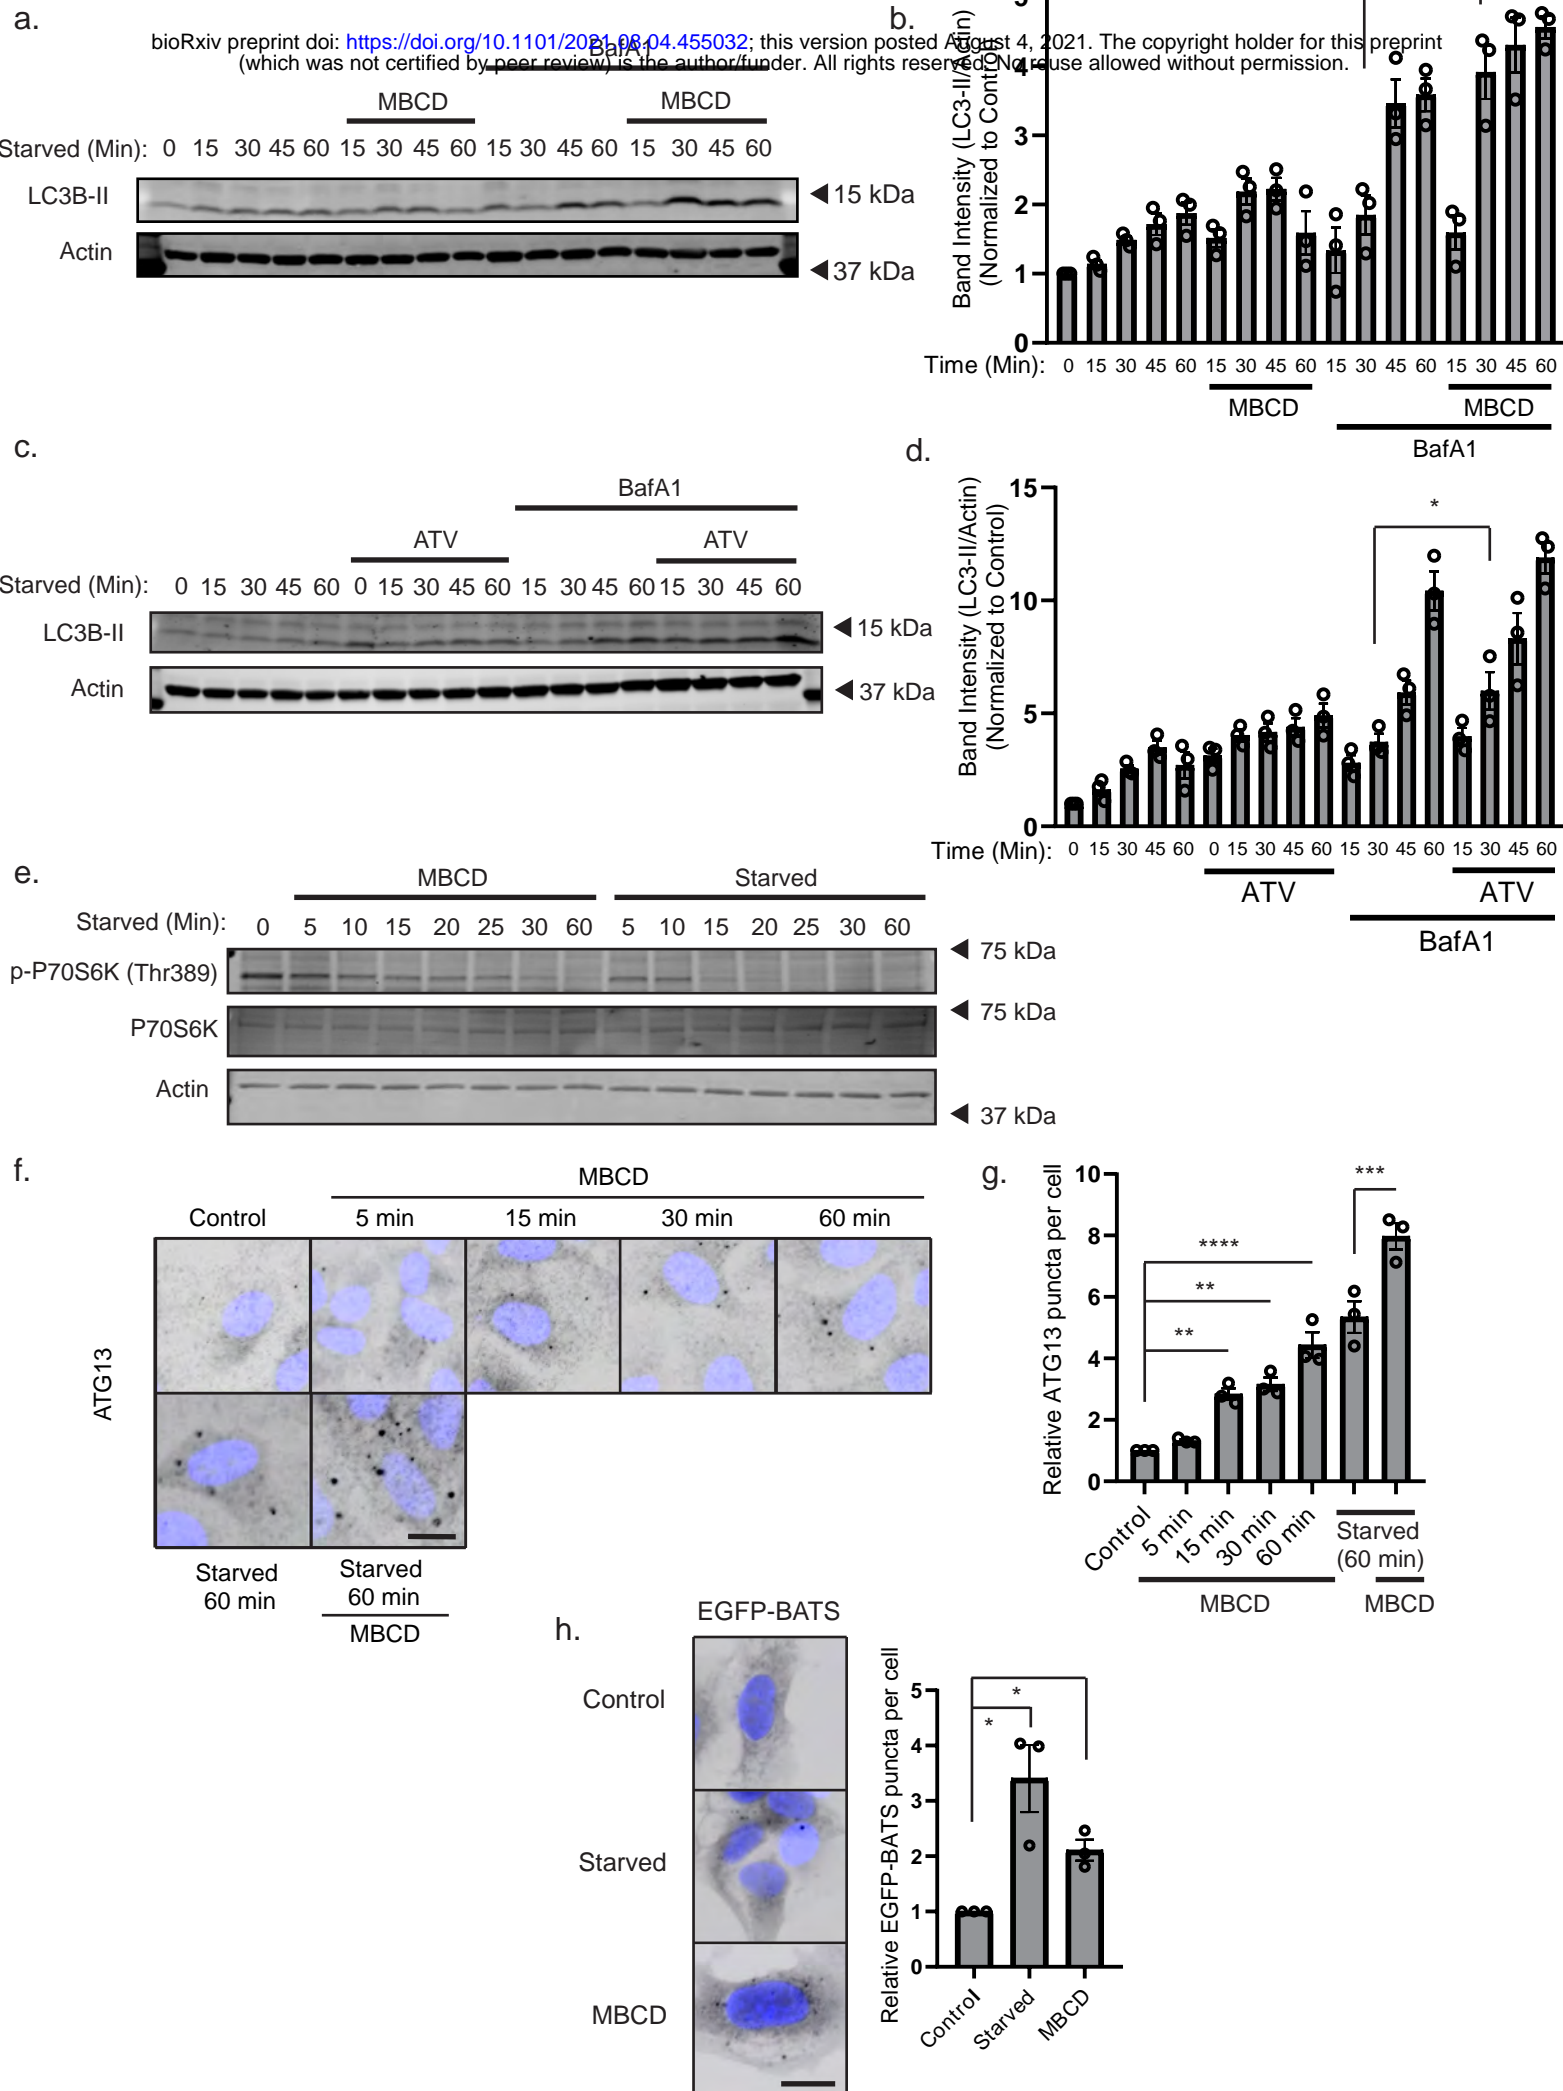 a.
b.
bioRxiv preprint doi: https://doi.org/10.1101/2021.08.04.455032; this version posted August 4, 2021. The copyright holder for this preprint
(which was not certified by peer review) is the author/funder. All rights reserved. No reuse allowed without permission.
BafA1
MBCD MBCD
Starved (Min): 0 15 30 45 60 15 30 45 60 15 30 45 60 15 30 45 60
LC3B-II
15 kDa
Actin
37 kDa
Band Intensity (LC3-II/Actin)
(Normalized to Control)
5
4
3
2
1
0
Time (Min): 0 15 30 45 60 15 30 45 60 15 30 45 60 15 30 45 60
MBCD MBCD
BafA1
c.
BafA1
ATV ATV
Starved (Min): 0 15 30 45 60 0 15 30 45 60 15 30 45 60 15 30 45 60
LC3B-II
15 kDa
Actin
37 kDa
d.
Band Intensity (LC3-II/Actin)
(Normalized to Control)
15
10
5
0
*
Time (Min): 0 15 30 45 60 0 15 30 45 60 15 30 45 60 15 30 45 60
ATV ATV
BafA1
e.
MBCD Starved
Starved (Min): 0 5 10 15 20 25 30 60 5 10 15 20 25 30 60
p-P70S6K (Thr389)
75 kDa
P70S6K
75 kDa
Actin
37 kDa
f.
MBCD
Control 5 min 15 min 30 min 60 min
ATG13
Starved
60 min
Starved
60 min
MBCD
g.
Relative ATG13 puncta per cell
10
8
6
4
2
0
***
****
**
**
Control 5 min 15 min 30 min 60 min
Starved
(60 min)
MBCD MBCD
h.
EGFP-BATS
Control
Starved
MBCD
Relative EGFP-BATS puncta per cell
5
4
3
2
1
0
*
*
Control Starved MBCD